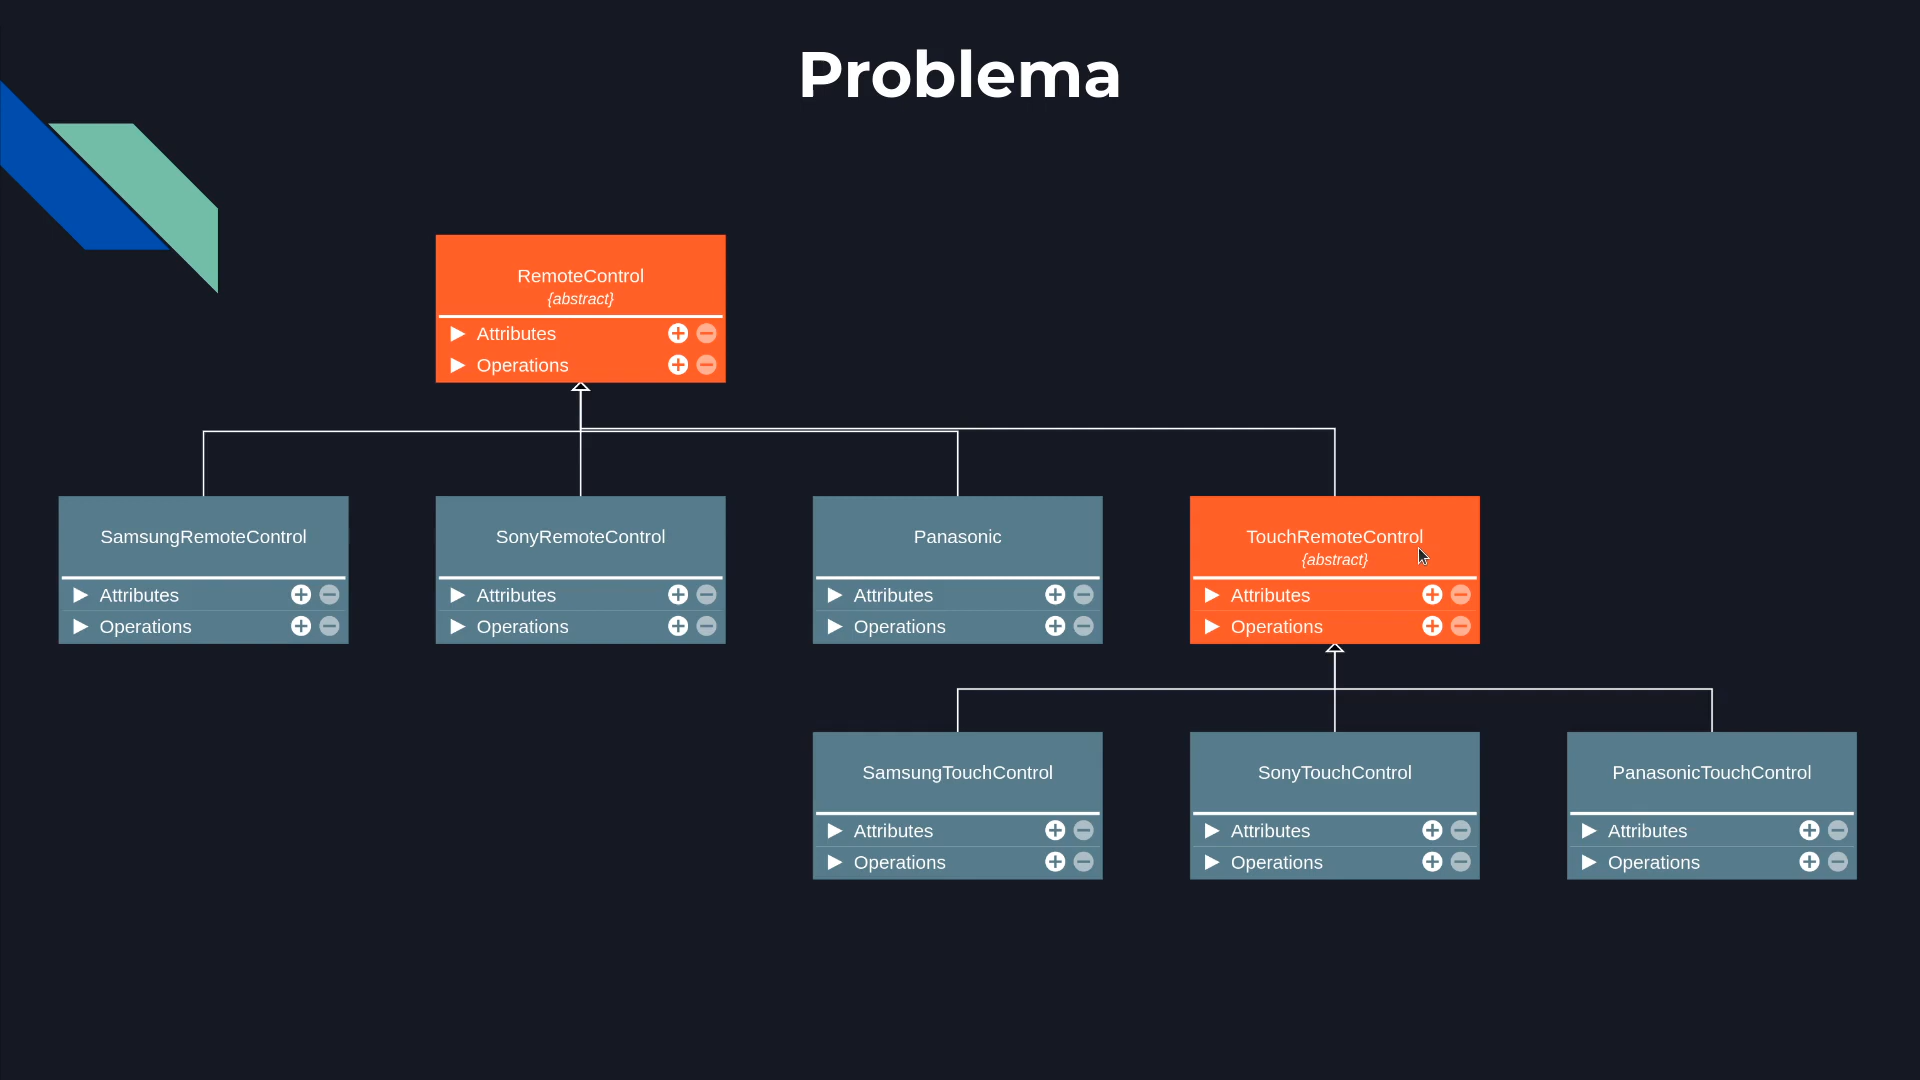 Problema
RemoteControl
{abstract}
Attributes
Operations
SamsungRemoteControl
Attributes
Operations
SonyRemoteControl
Attributes
Operations
Panasonic
Attributes
Operations
TouchRemoteControl
{abstract}
Attributes
Operations
SamsungTouchControl
Attributes
Operations
SonyTouchControl
Attributes
Operations
PanasonicTouchControl
Attributes
Operations